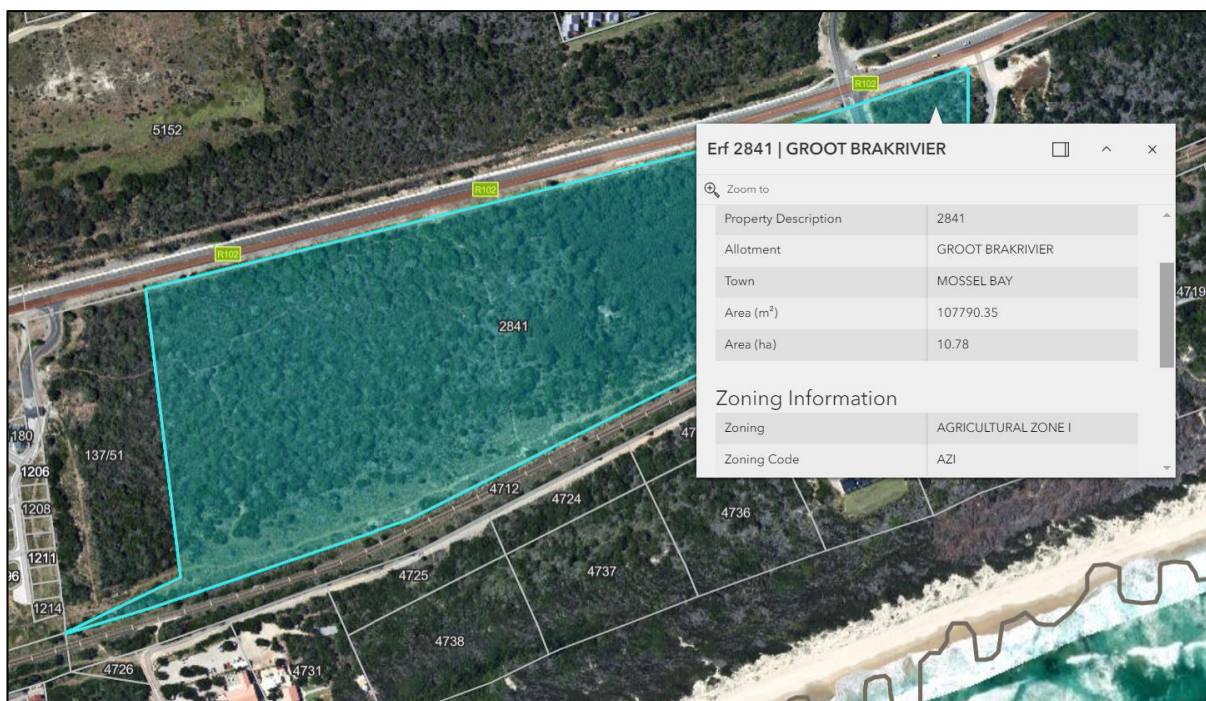 5152
R102
R102
R102
2841
180
1206
137/51
1208
1211
96
1214
4712
4724
4725
4736
4737
4738
4726
4731
47
4719
Erf 2841 | GROOT BRAKRIVIER
Zoom to
Property Description 2841
Allotment GROOT BRAKRIVIER
Town MOSSEL BAY
Area (m²) 107790.35
Area (ha) 10.78
Zoning Information
Zoning AGRICULTURAL ZONE I
Zoning Code AZI